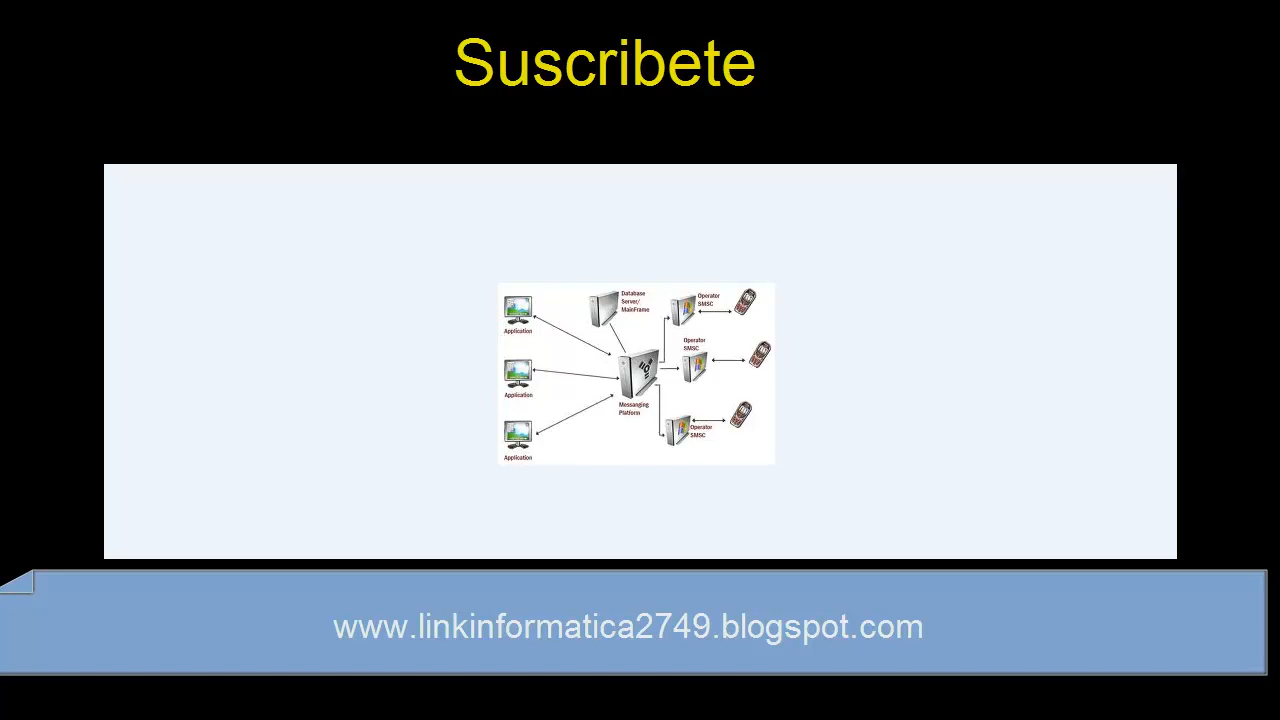 Suscribete
Database
Server/
MainFrame
Operator
SMSC
Application
Operator
SMSC
Application
Messanging
Platform
Operator
SMSC
Application
www.linkinformatica2749.blogspot.com